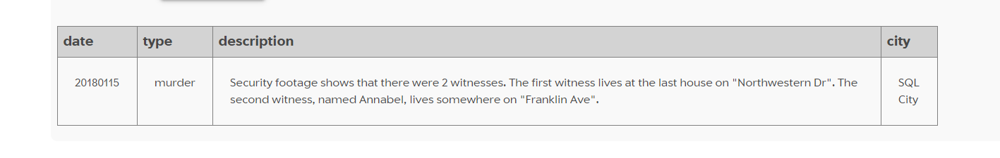 date type description city
20180115 murder Security footage shows that there were 2 witnesses. The first witness lives at the last house on "Northwestern Dr". The SQL
second witness, named Annabel, lives somewhere on "Franklin Ave". City